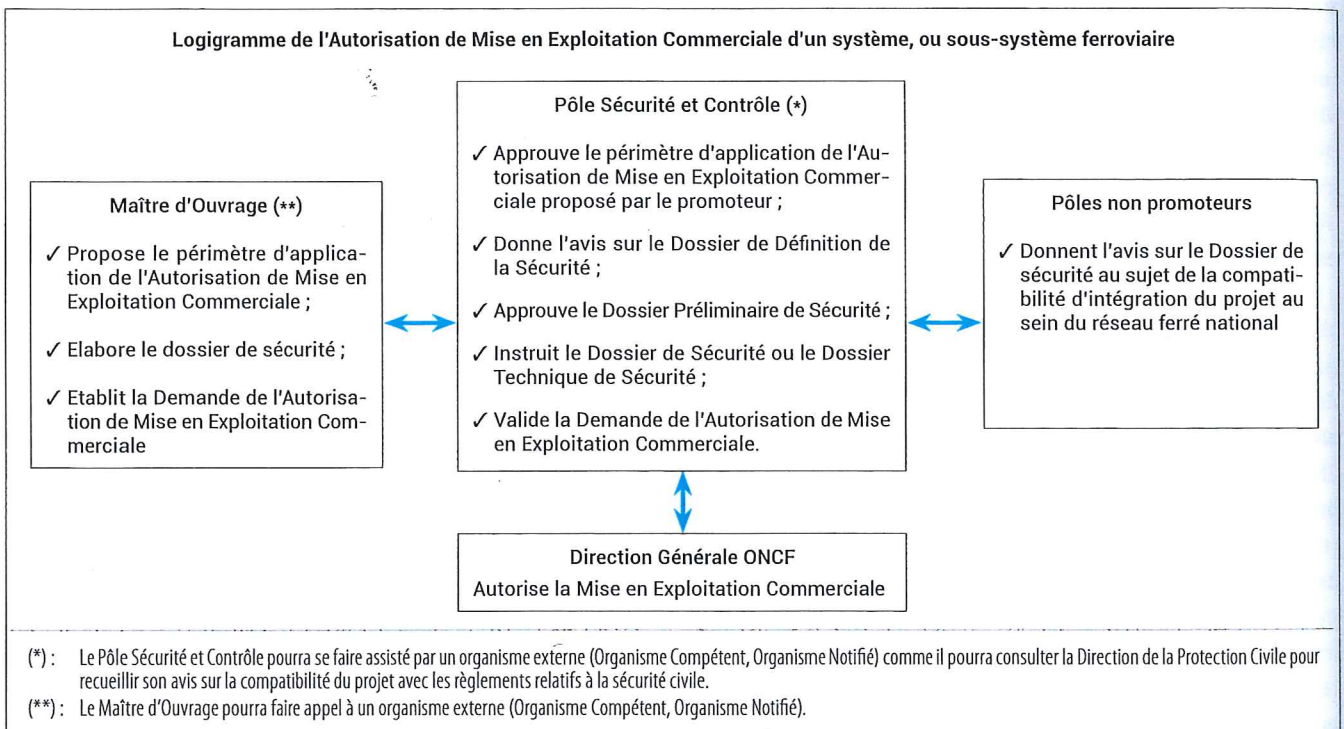 Logigramme de l'Autorisation de Mise en Exploitation Commerciale d'un système, ou sous-système ferroviaire
Maître d'Ouvrage (**)
✓ Propose le périmètre d'applica-
tion de l'Autorisation de Mise en
Exploitation Commerciale ;
✓ Elabore le dossier de sécurité ;
✓ Etablit la Demande de l'Autorisa-
tion de Mise en Exploitation Com-
merciale
Pôle Sécurité et Contrôle (*)
✓ Approuve le périmètre d'application de l'Au-
torisation de Mise en Exploitation Commer-
ciale proposé par le promoteur ;
✓ Donne l'avis sur le Dossier de Définition de
la Sécurité ;
✓ Approuve le Dossier Préliminaire de Sécurité ;
✓ Instruit le Dossier de Sécurité ou le Dossier
Technique de Sécurité ;
✓ Valide la Demande de l'Autorisation de Mise
en Exploitation Commerciale.
Pôles non promoteurs
✓ Donnent l'avis sur le Dossier de
sécurité au sujet de la compati-
bilité d'intégration du projet au
sein du réseau ferré national
Direction Générale ONCF
Autorise la Mise en Exploitation Commerciale
(*) : Le Pôle Sécurité et Contrôle pourra se faire assisté par un organisme externe (Organisme Compétent, Organisme Notifié) comme il pourra consulter la Direction de la Protection Civile pour
recueillir son avis sur la compatibilité du projet avec les règlements relatifs à la sécurité civile.
(**) : Le Maître d'Ouvrage pourra faire appel à un organisme externe (Organisme Compétent, Organisme Notifié).